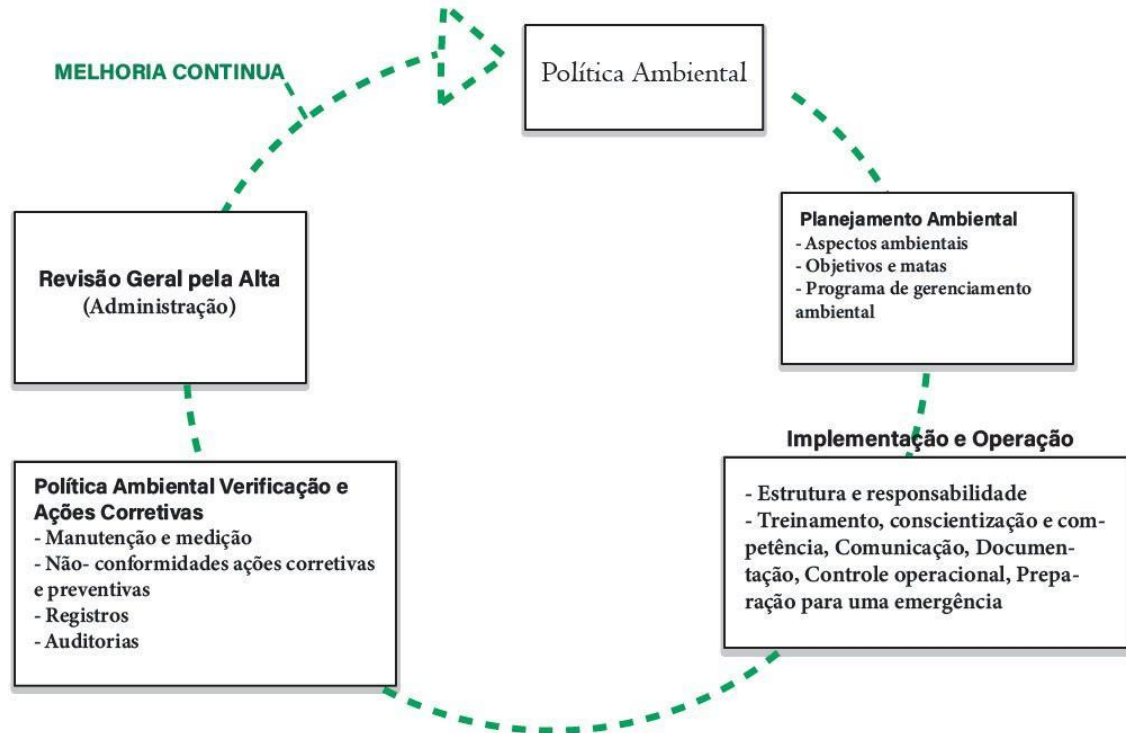 MELHORIA CONTINUA
Política Ambiental
Planejamento Ambiental
- Aspectos ambientais
- Objetivos e matas
- Programa de gerenciamento
ambiental
Implementação e Operação
- Estrutura e responsabilidade
- Treinamento, conscientização e com-
petência, Comunicação, Documen-
tação, Controle operacional, Prepa-
ração para uma emergência
Política Ambiental Verificação e
Ações Corretivas
- Manutenção e medição
- Não- conformidades ações corretivas
e preventivas
- Registros
- Auditorias
Revisão Geral pela Alta
(Administração)